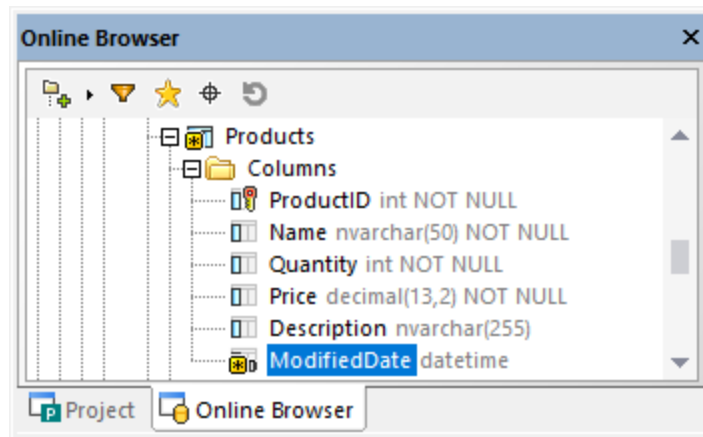 Online Browser
Products
Columns
ProductID int NOT NULL
Name nvarchar(50) NOT NULL
Quantity int NOT NULL
Price decimal(13,2) NOT NULL
Description nvarchar(255)
ModifiedDate datetime
Project Online Browser